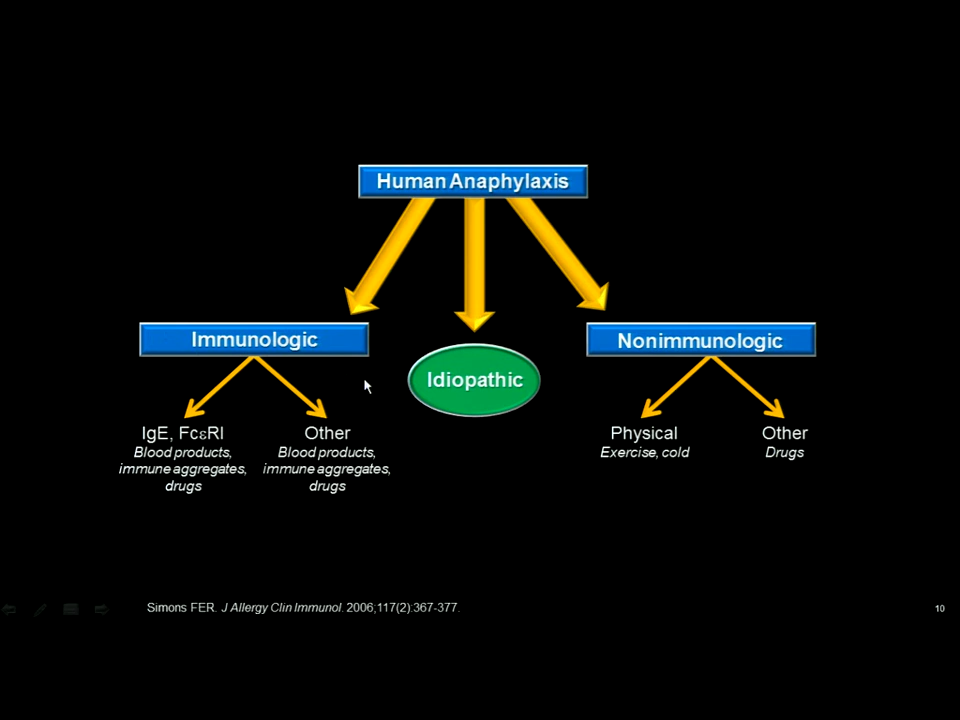 Human Anaphylaxis
Immunologic
Idiopathic
Nonimmunologic
IgE, FcεRI
Blood products,
immune aggregates,
drugs
Other
Blood products,
immune aggregates,
drugs
Physical
Exercise, cold
Other
Drugs
Simons FER. J Allergy Clin Immunol. 2006;117(2):367-377.
10